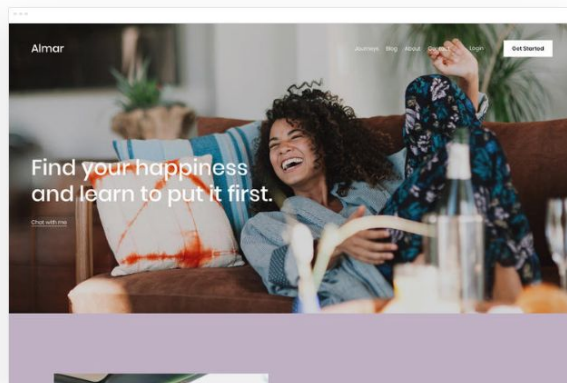 Almar
Journeys Blog About
Login
Get Started
Find your happiness
and learn to put it first.
Chat with me